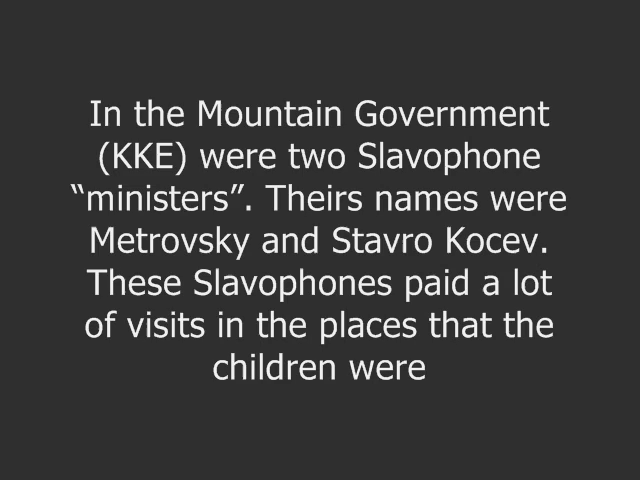 In the Mountain Government
(KKE) were two Slavophone
“ministers”. Theirs names were
Metrovsky and Stavro Kocev.
These Slavophones paid a lot
of visits in the places that the
children were